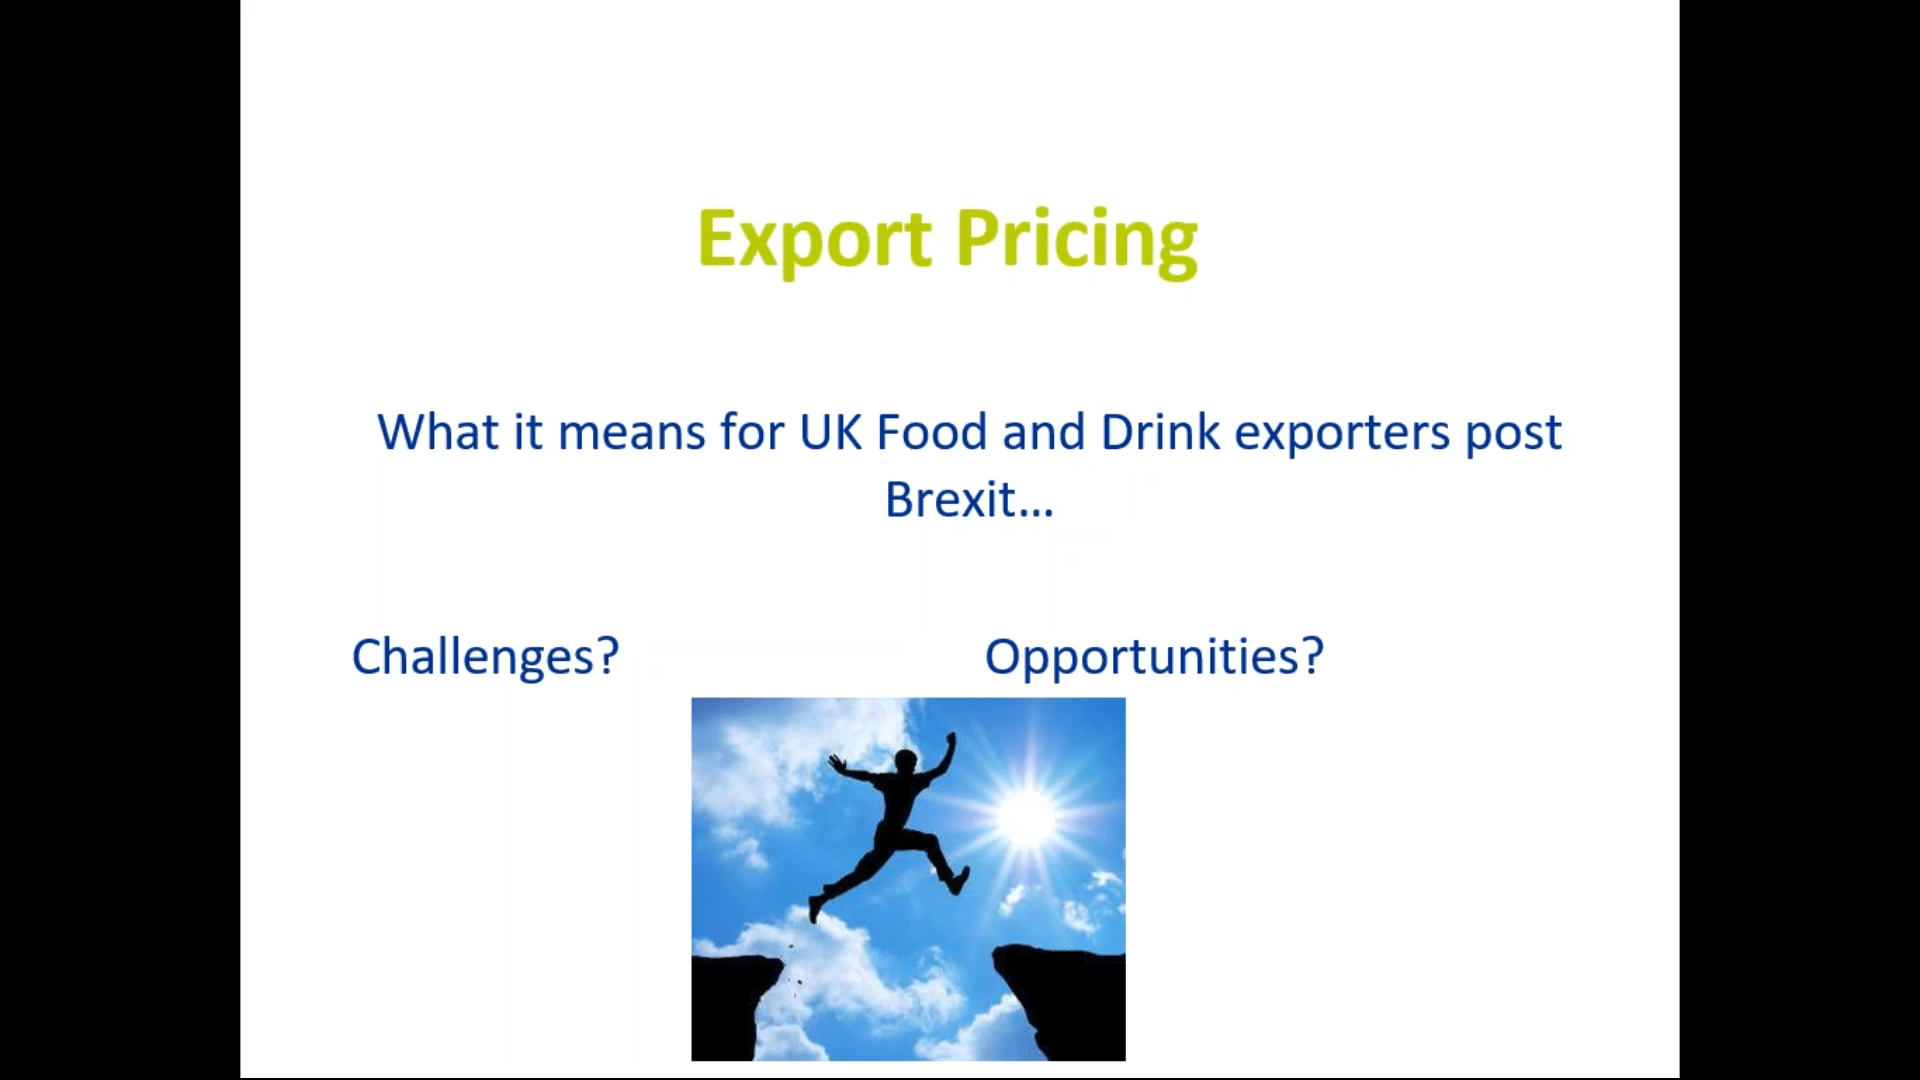 Export Pricing
What it means for UK Food and Drink exporters post
Brexit...
Challenges? Opportunities?